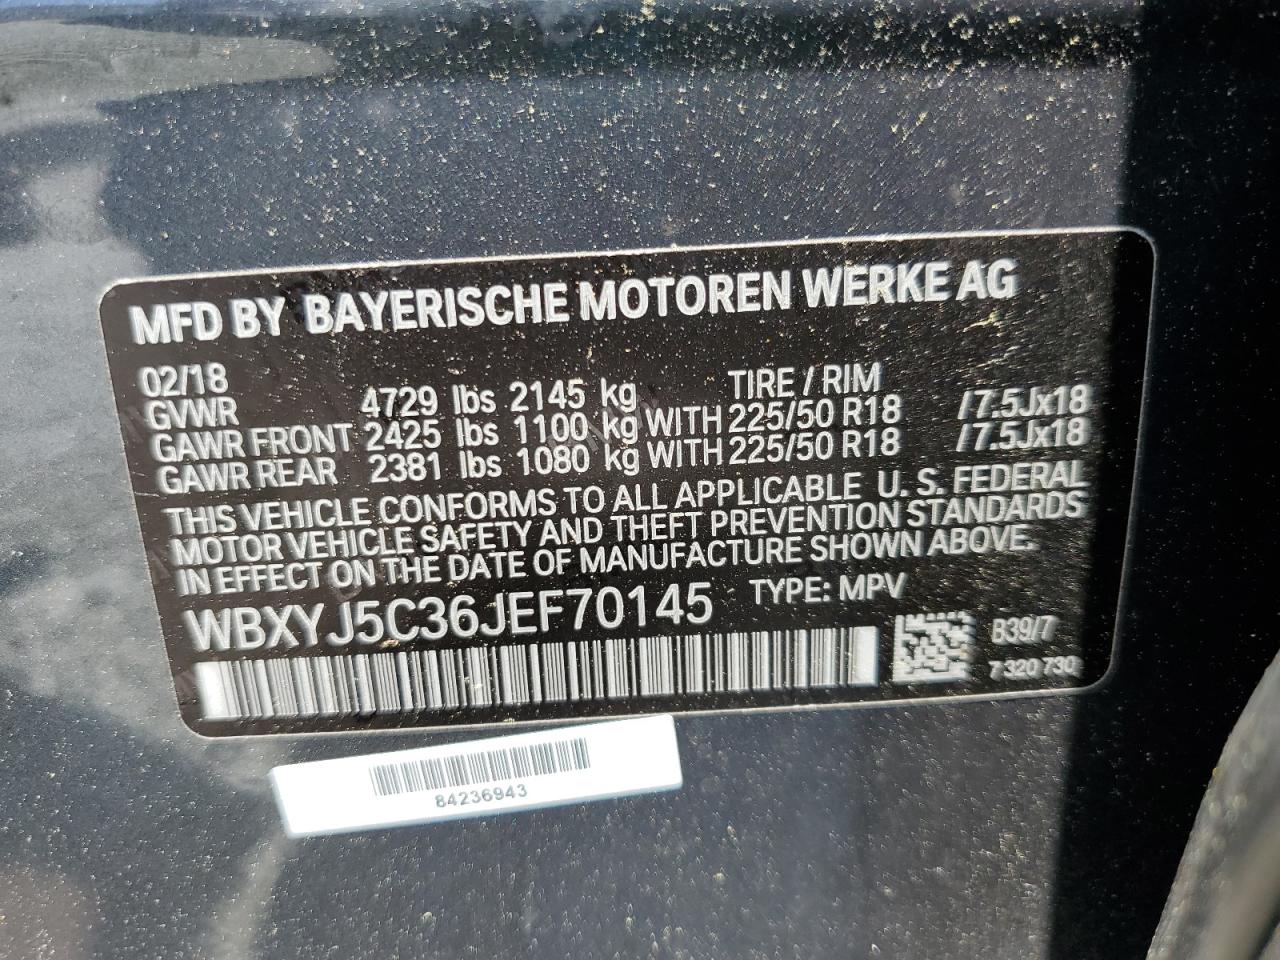 MFD BY BAYERISCHE MOTOREN WERKE AG
02/18 TIRE / RIM
GVWR 4729 lbs 2145 kg
GAWR FRONT 2425 lbs 1100 kg WITH 225/50 R18 /7.5Jx18
GAWR REAR 2381 lbs 1080 kg WITH 225/50 R18 /7.5Jx18
THIS VEHICLE CONFORMS TO ALL APPLICABLE U. S. FEDERAL
MOTOR VEHICLE SAFETY AND THEFT PREVENTION STANDARDS
IN EFFECT ON THE DATE OF MANUFACTURE SHOWN ABOVE.
WBXYJ5C36JEF70145 TYPE: MPV
B39/7
7 320 730
84236943